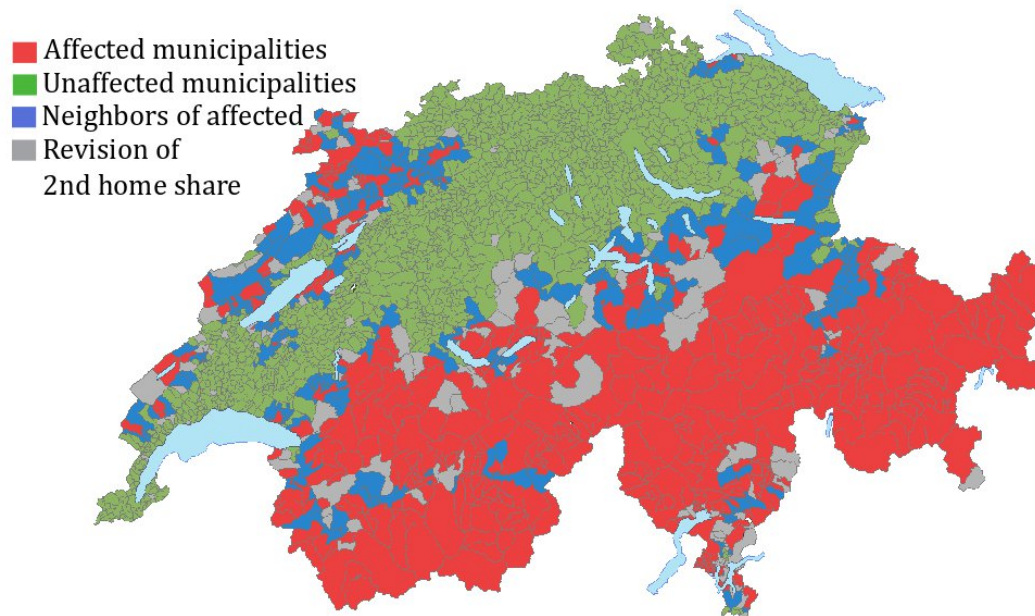 Affected municipalities
Unaffected municipalities
Neighbors of affected
Revision of
2nd home share